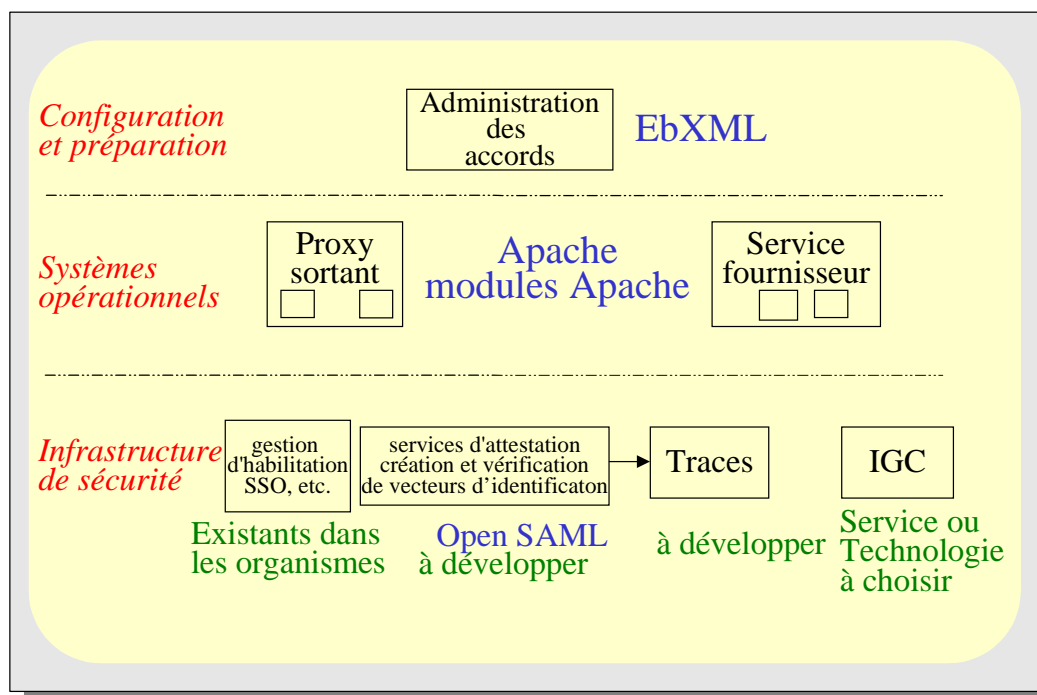 Configuration
et préparation
Administration
des
accords
EbXML
Systèmes
opérationnels
Proxy
sortant
Apache
modules Apache
Service
fournisseur
Infrastructure
de sécurité
gestion
d'habilitation
SSO, etc.
services d'attestation
création et vérification
de vecteurs d’identificaton
Traces
IGC
Existants dans
les organismes
Open SAML
à développer
à développer
Service ou
Technologie
à choisir